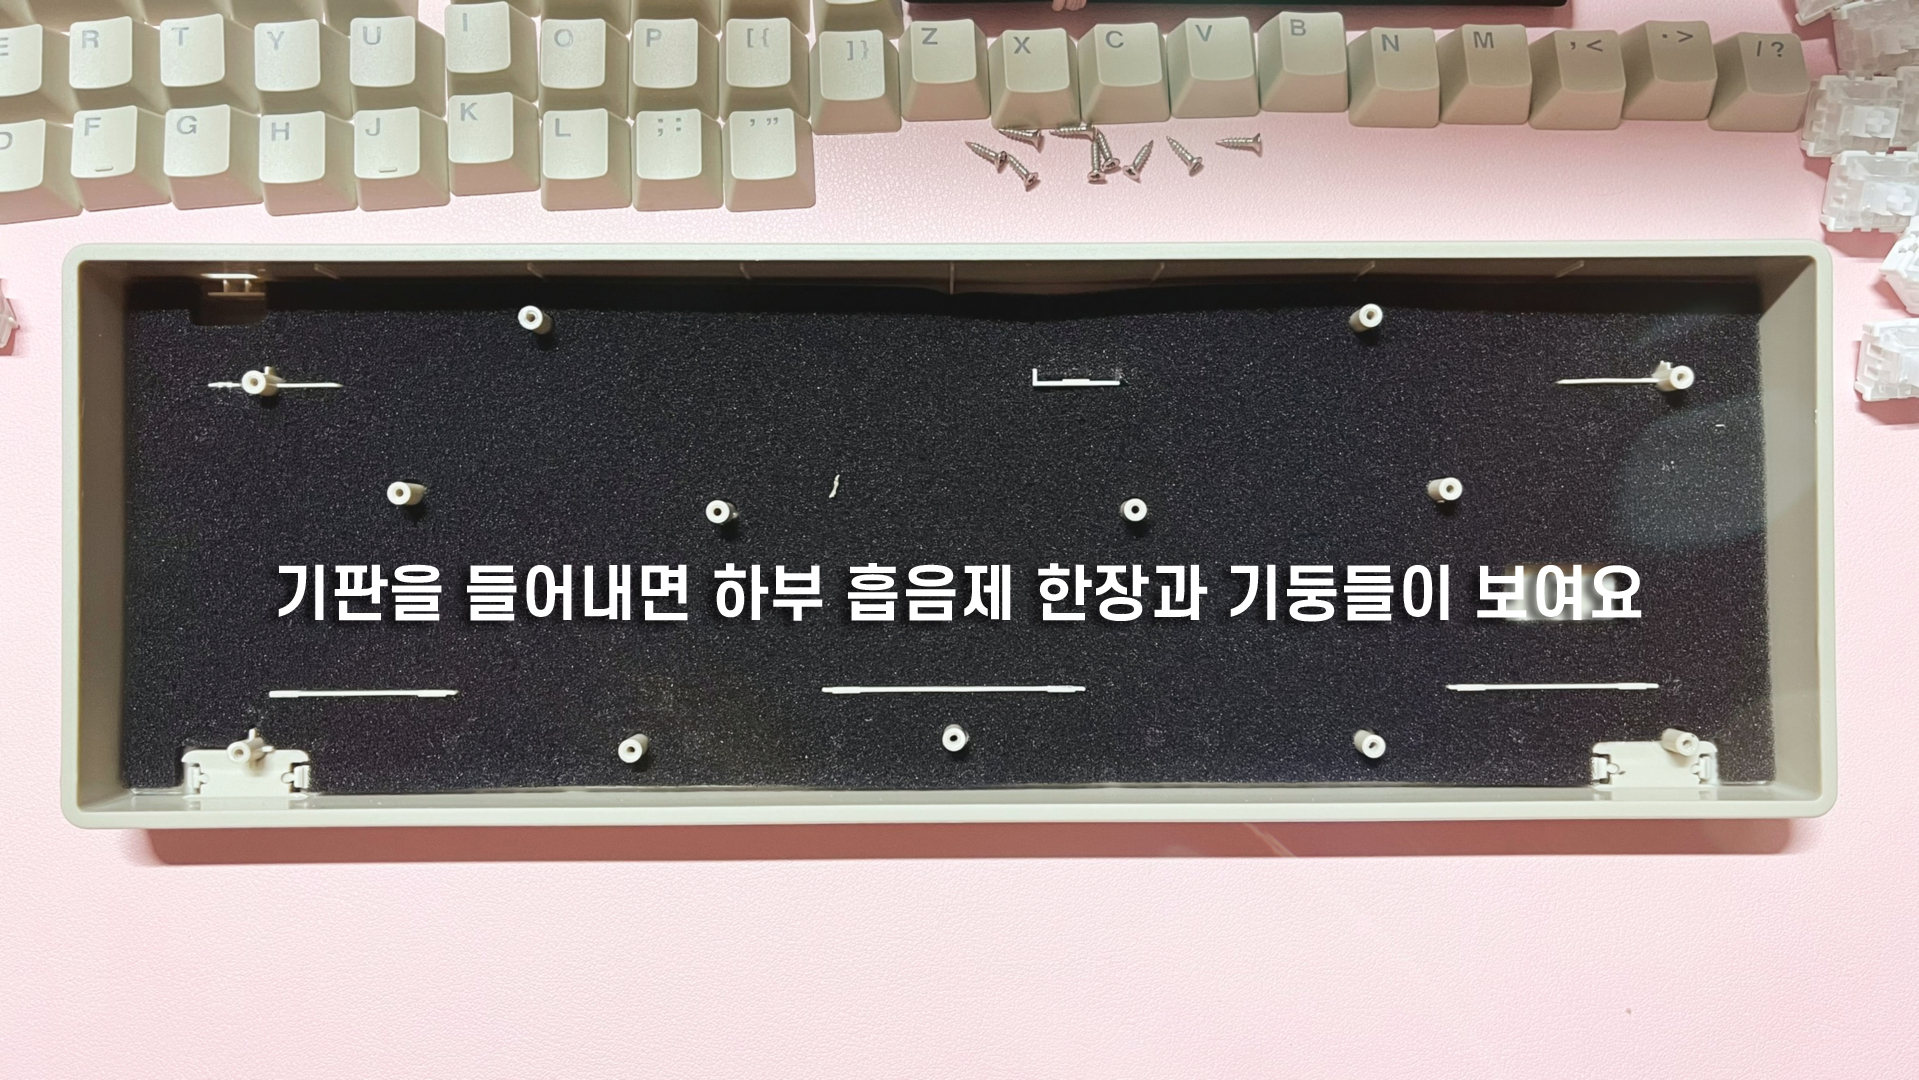 E R T Y U I O P [{ ]} Z X C V B N M ,< .> /?
D F G H J K L ;: '"
기판을 들어내면 하부 흡음제 한장과 기둥들이 보여요